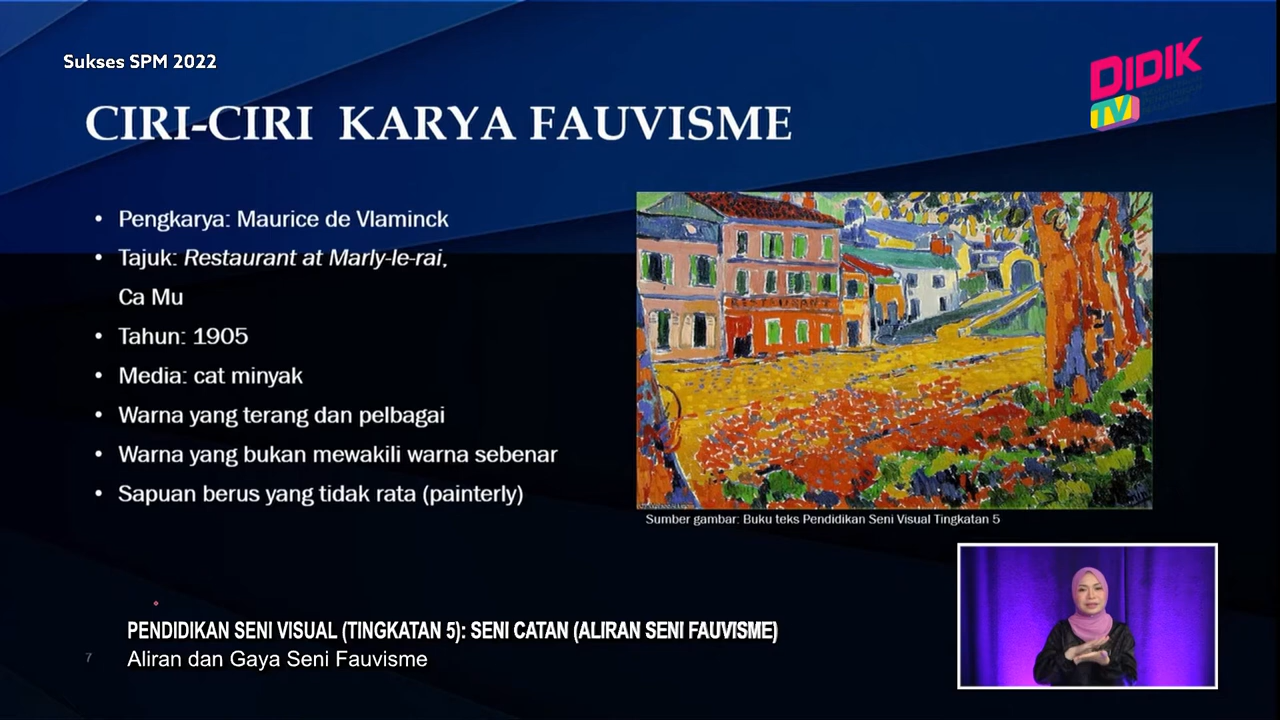 Sukses SPM 2022
DIDIK
TV
CIRI-CIRI KARYA FAUVISME
• Pengkarya: Maurice de Vlaminck
• Tajuk: Restaurant at Marly-le-rai,
Ca Mu
• Tahun: 1905
• Media: cat minyak
• Warna yang terang dan pelbagai
• Warna yang bukan mewakili warna sebenar
• Sapuan berus yang tidak rata (painterly)
RESTAURANT
Sumber gambar: Buku teks Pendidikan Seni Visual Tingkatan 5
PENDIDIKAN SENI VISUAL (TINGKATAN 5): SENI CATAN (ALIRAN SENI FAUVISME)
7
Aliran dan Gaya Seni Fauvisme